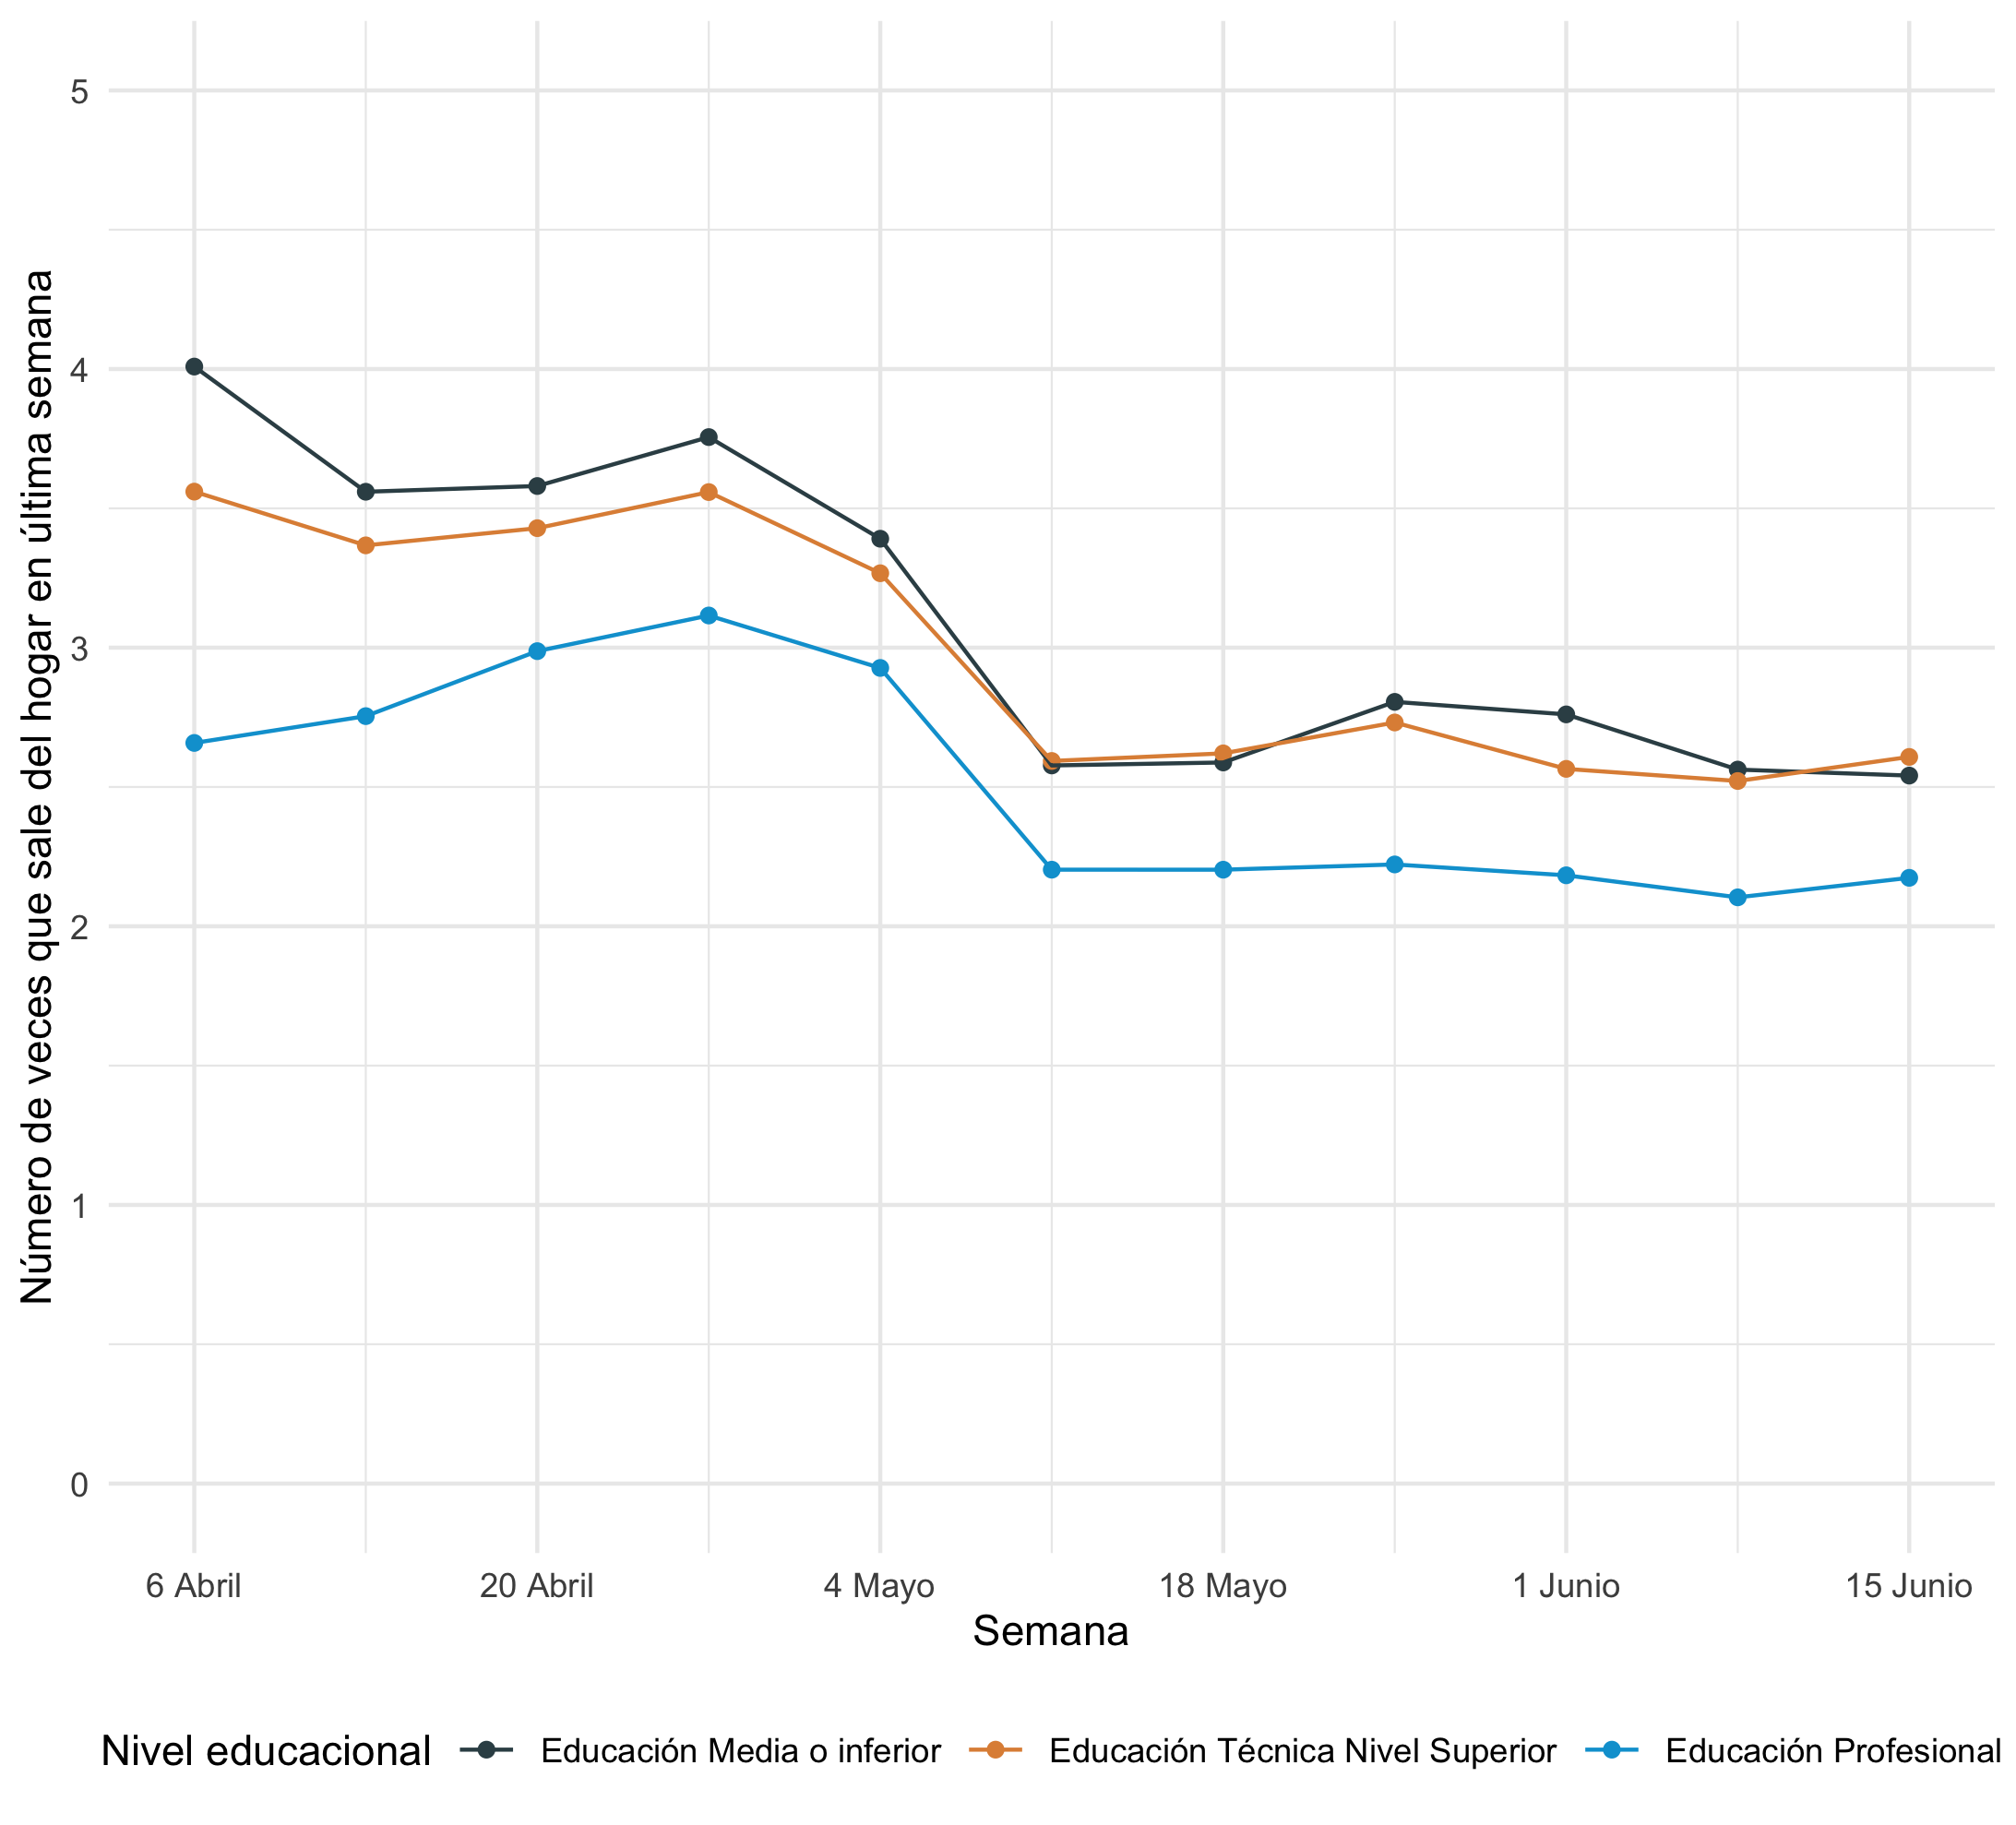 Número de veces que sale del hogar en última semana
5
4
3
2
1
0
6 Abril
20 Abril
4 Mayo
18 Mayo
1 Junio
15 Junio
Semana
Nivel educacional
Educación Media o inferior
Educación Técnica Nivel Superior
Educación Profesional